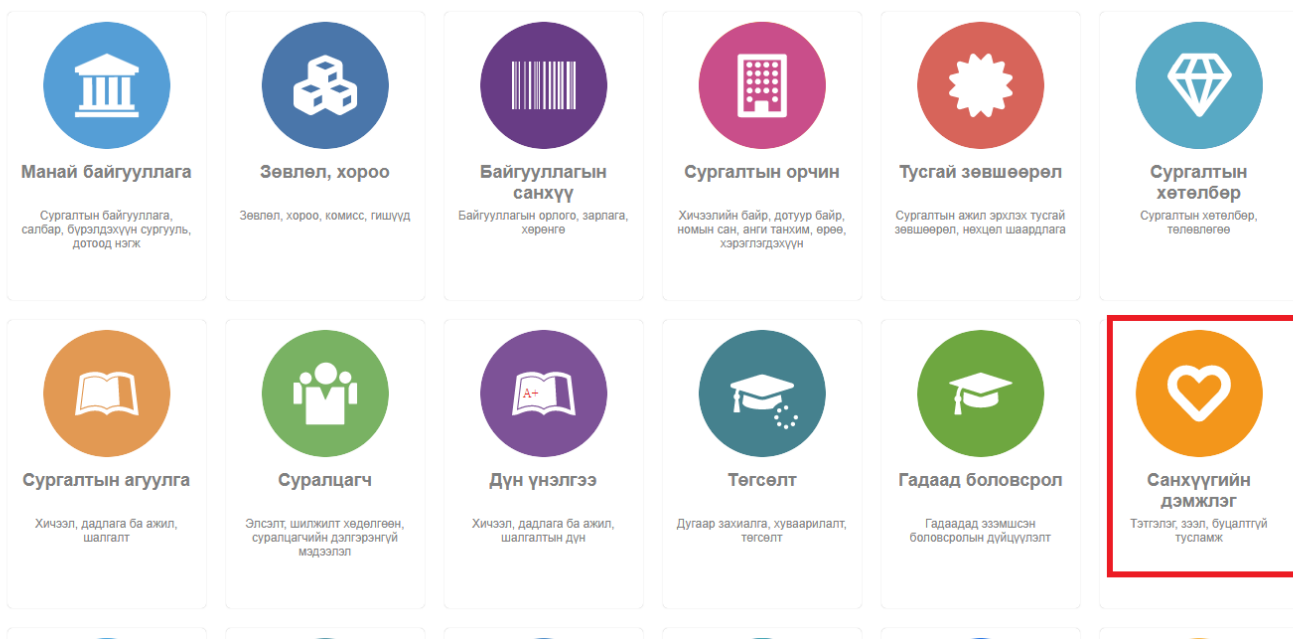 Манай байгууллага
Сургалтын байгууллага,
салбар, бүрэлдэхүүн сургууль,
дотоод нэгж
Зөвлөл, хороо
Зөвлөл, хороо, комисс, гишүүд
Байгууллагын
санхүү
Байгууллагын орлого, зарлага,
хөрөнгө
Сургалтын орчин
Хичээлийн байр, дотуур байр,
номын сан, анги танхим, өрөө,
хэрэглэгдэхүүн
Тусгай зөвшөөрөл
Сургалтын ажил эрхлэх тусгай
зөвшөөрөл, нөхцөл шаардлага
Сургалтын
хөтөлбөр
Сургалтын хөтөлбөр,
төлөвлөгөө
Сургалтын агуулга
Хичээл, дадлага ба ажил,
шалгалт
Суралцагч
Элсэлт, шилжилт хөдөлгөөн,
суралцагчийн дэлгэрэнгүй
мэдээлэл
A+
Дүн үнэлгээ
Хичээл, дадлага ба ажил,
шалгалтын дүн
Төгсөлт
Дугаар захиалга, хуваарилалт,
төгсөлт
Гадаад боловсрол
Гадаадад эзэмшсэн
боловсролын дүйцүүлэлт
Санхүүгийн
дэмжлэг
Тэтгэлэг, зээл, буцалтгүй
тусламж